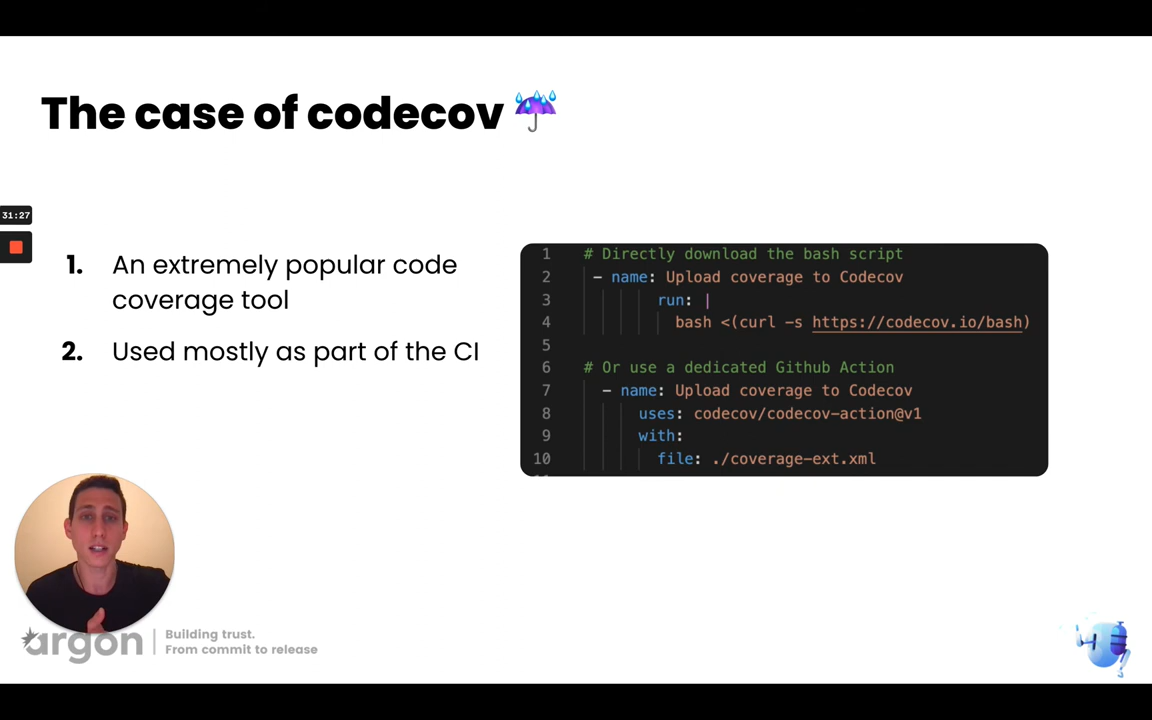 The case of codecov
31:27
1. An extremely popular code
coverage tool
2. Used mostly as part of the CI
1 # Directly download the bash script
2 - name: Upload coverage to Codecov
3 run: |
4 bash <(curl -s https://codecov.io/bash)
5
6 # Or use a dedicated Github Action
7 - name: Upload coverage to Codecov
8 uses: codecov/codecov-action@v1
9 with:
10 file: ./coverage-ext.xml
argon
Building trust.
From commit to release